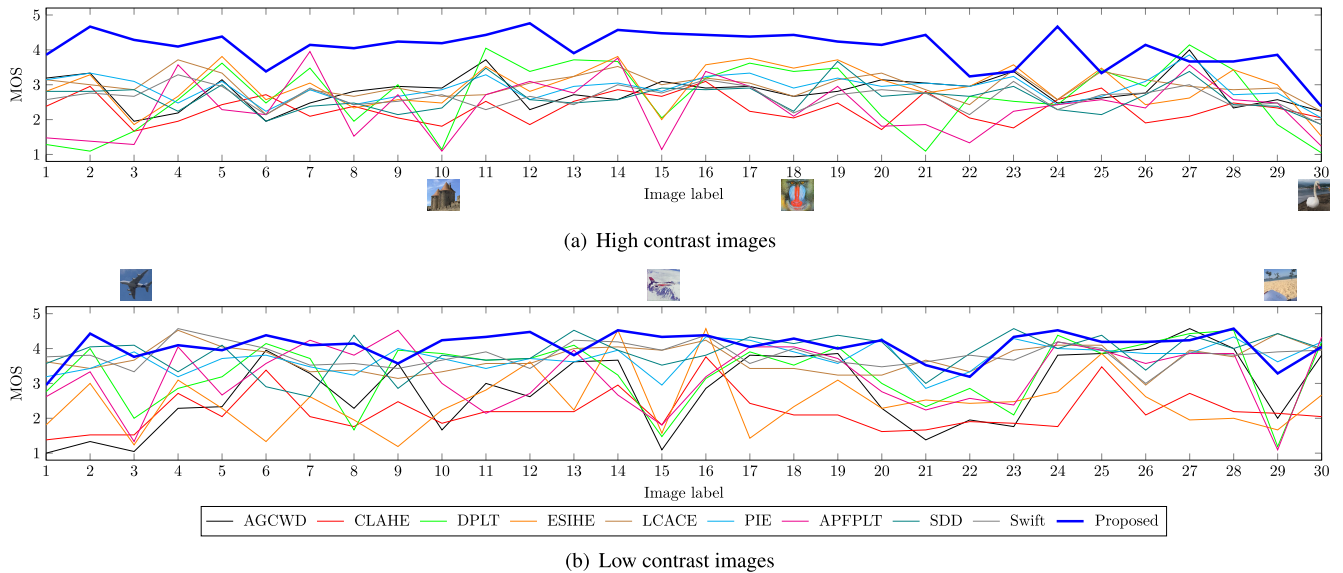 5
4
3
2
1
MOS
1 2 3 4 5 6 7 8 9 10 11 12 13 14 15 16 17 18 19 20 21 22 23 24 25 26 27 28 29 30
Image label
(a) High contrast images
5
4
3
2
1
MOS
1 2 3 4 5 6 7 8 9 10 11 12 13 14 15 16 17 18 19 20 21 22 23 24 25 26 27 28 29 30
Image label
AGCWD CLAHE DPLT ESIHE LCACE PIE APFPLT SDD Swift Proposed
(b) Low contrast images